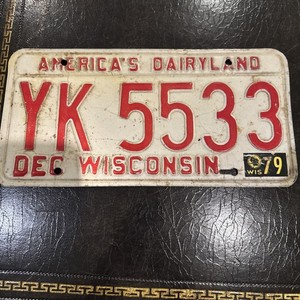 AMERICA'S DAIRYLAND
YK 5533
DEC WISCONSIN
WIS 79